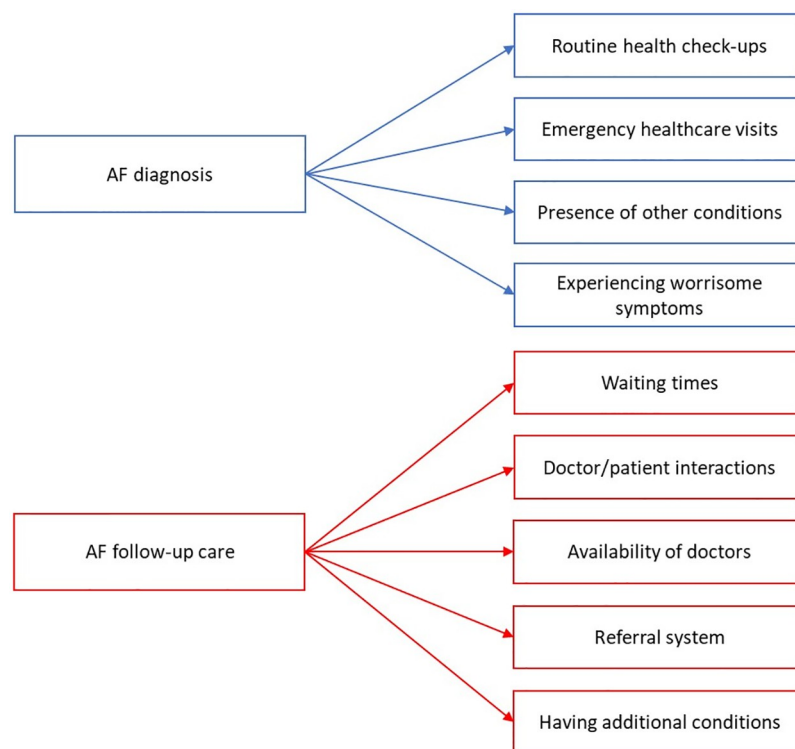 Routine health check-ups
Emergency healthcare visits
AF diagnosis
Presence of other conditions
Experiencing worrisome
symptoms
Waiting times
Doctor/patient interactions
AF follow-up care
Availability of doctors
Referral system
Having additional conditions